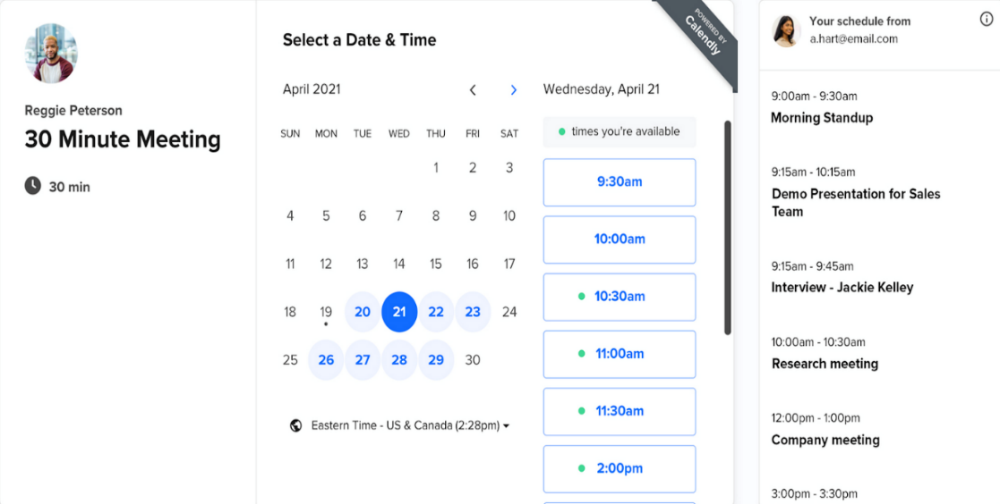 Reggie Peterson
30 Minute Meeting
30 min
Select a Date & Time
POWERED BY
Calendly
April 2021
SUN MON TUE WED THU FRI SAT
1 2 3
4 5 6 7 8 9 10
11 12 13 14 15 16 17
18 19 20 21 22 23 24
25 26 27 28 29 30
Eastern Time - US & Canada (2:28pm)
Wednesday, April 21
times you're available
9:30am
10:00am
10:30am
11:00am
11:30am
2:00pm
Your schedule from
a.hart@email.com
9:00am - 9:30am
Morning Standup
9:15am - 10:15am
Demo Presentation for Sales
Team
9:15am - 9:45am
Interview - Jackie Kelley
10:00am - 10:30am
Research meeting
12:00pm - 1:00pm
Company meeting
3:00pm - 3:30pm